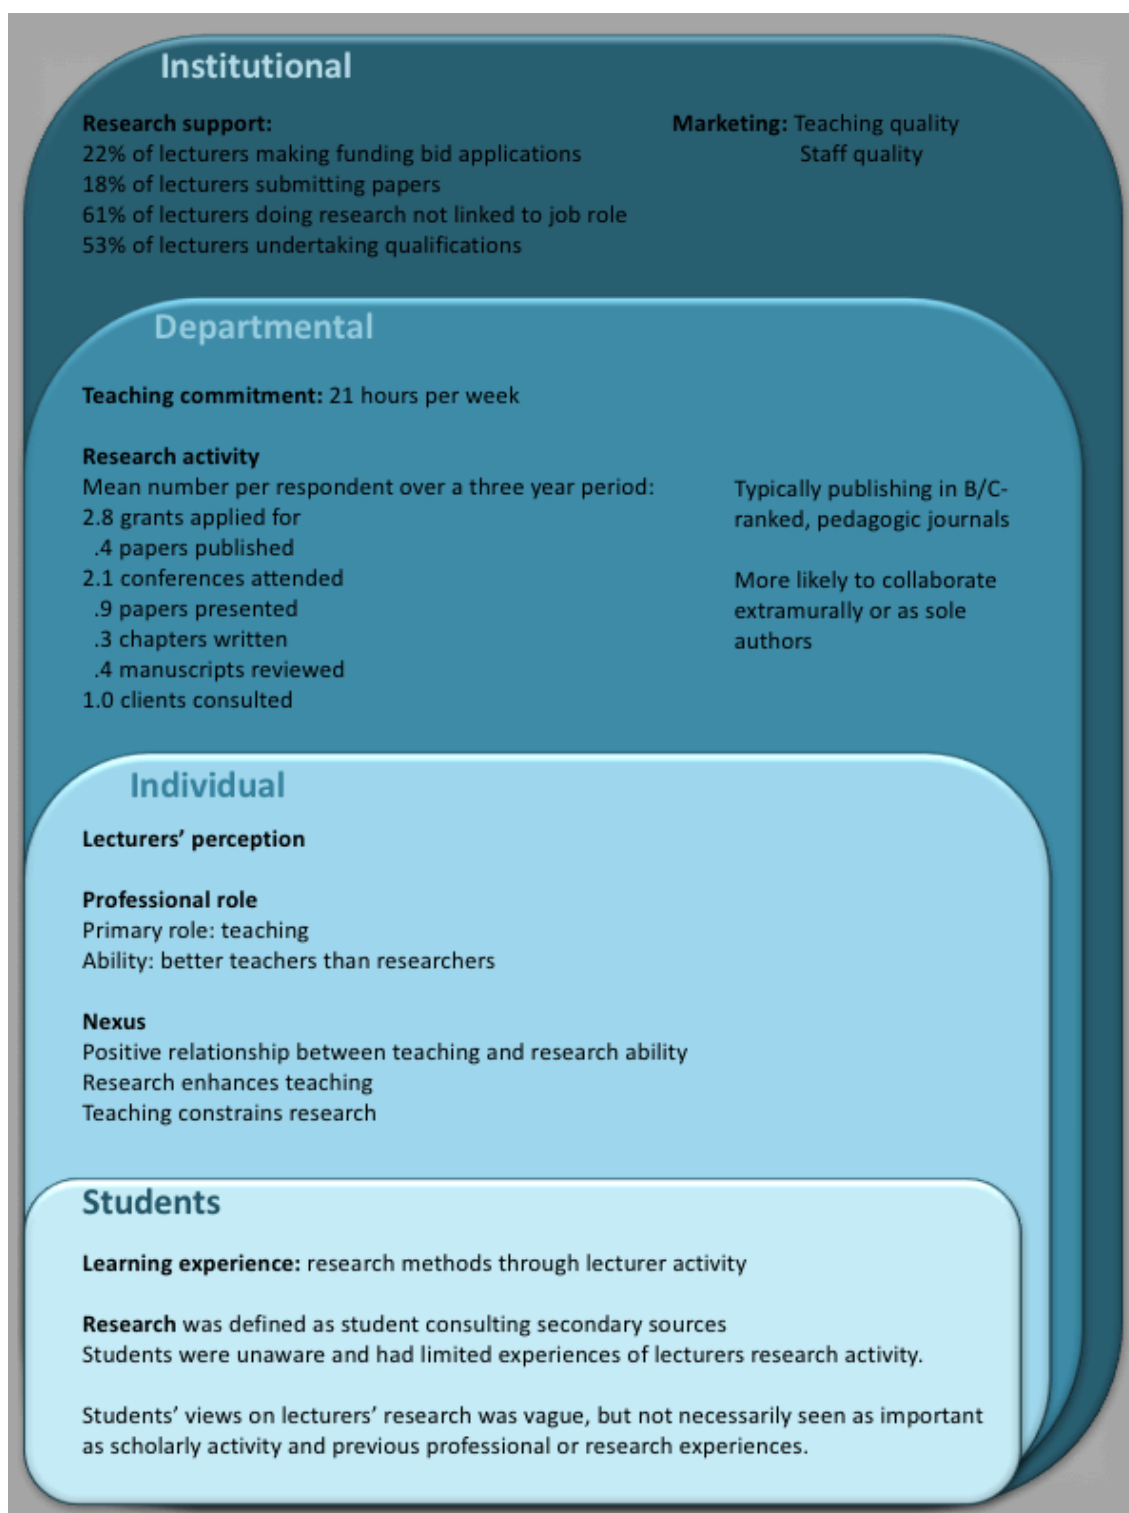 Institutional
Research support:
22% of lecturers making funding bid applications
18% of lecturers submitting papers
61% of lecturers doing research not linked to job role
53% of lecturers undertaking qualifications
Marketing: Teaching quality
Staff quality
Departmental
Teaching commitment: 21 hours per week
Research activity
Mean number per respondent over a three year period:
2.8 grants applied for
.4 papers published
2.1 conferences attended
.9 papers presented
.3 chapters written
.4 manuscripts reviewed
1.0 clients consulted
Typically publishing in B/C-
ranked, pedagogic journals
More likely to collaborate
extramurally or as sole
authors
Individual
Lecturers’ perception
Professional role
Primary role: teaching
Ability: better teachers than researchers
Nexus
Positive relationship between teaching and research ability
Research enhances teaching
Teaching constrains research
Students
Learning experience: research methods through lecturer activity
Research was defined as student consulting secondary sources
Students were unaware and had limited experiences of lecturers research activity.
Students’ views on lecturers’ research was vague, but not necessarily seen as important
as scholarly activity and previous professional or research experiences.